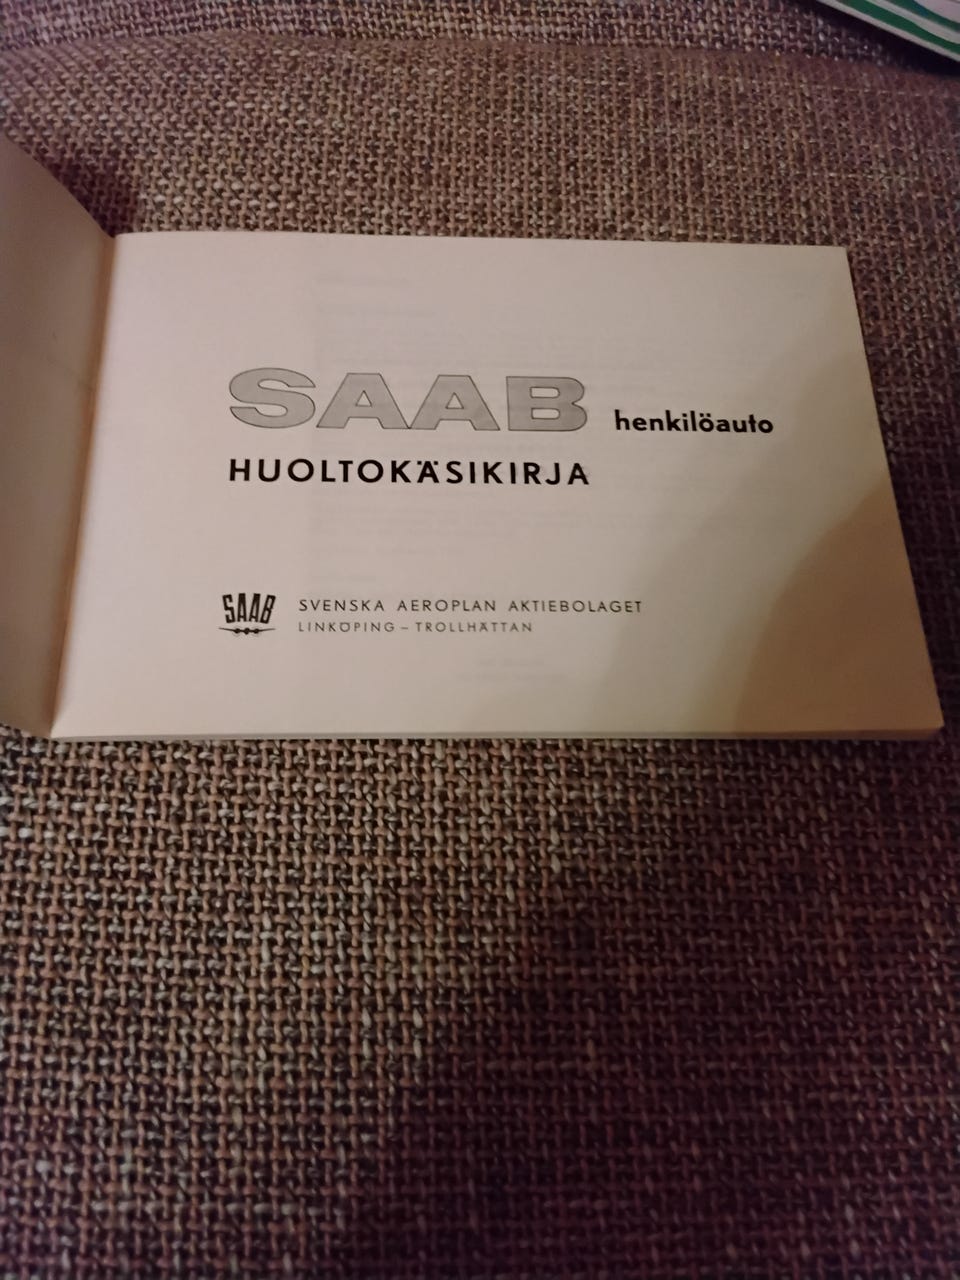 SAAB henkilöauto
HUOLTOKÄSIKIRJA
SAAB SVENSKA AEROPLAN AKTIEBOLAGET
LINKÖPING – TROLLHÄTTAN